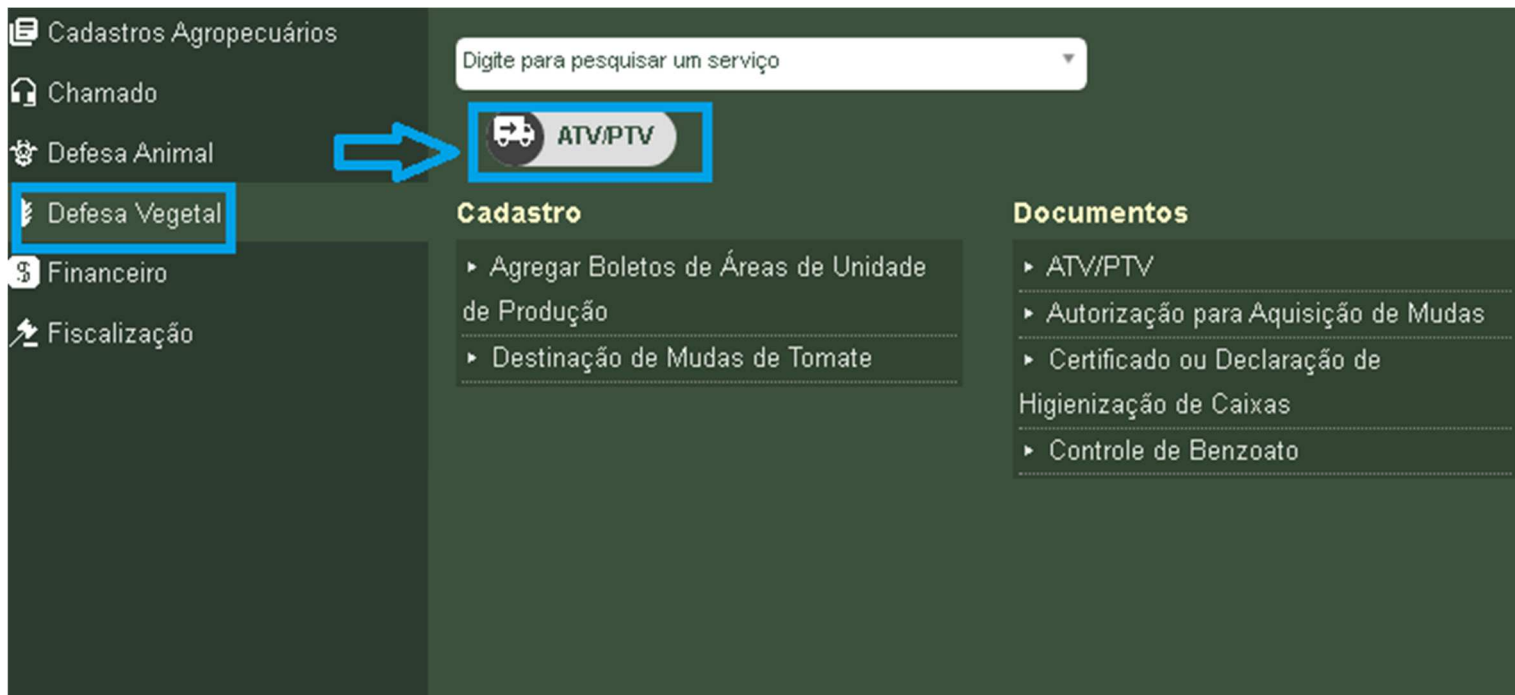 Cadastros Agropecuários
Chamado
Defesa Animal
Defesa Vegetal
Financeiro
Fiscalização
Digite para pesquisar um serviço
ATV/PTV
Cadastro
▸ Agregar Boletos de Áreas de Unidade
de Produção
▸ Destinação de Mudas de Tomate
Documentos
▸ ATV/PTV
▸ Autorização para Aquisição de Mudas
▸ Certificado ou Declaração de
Higienização de Caixas
▸ Controle de Benzoato